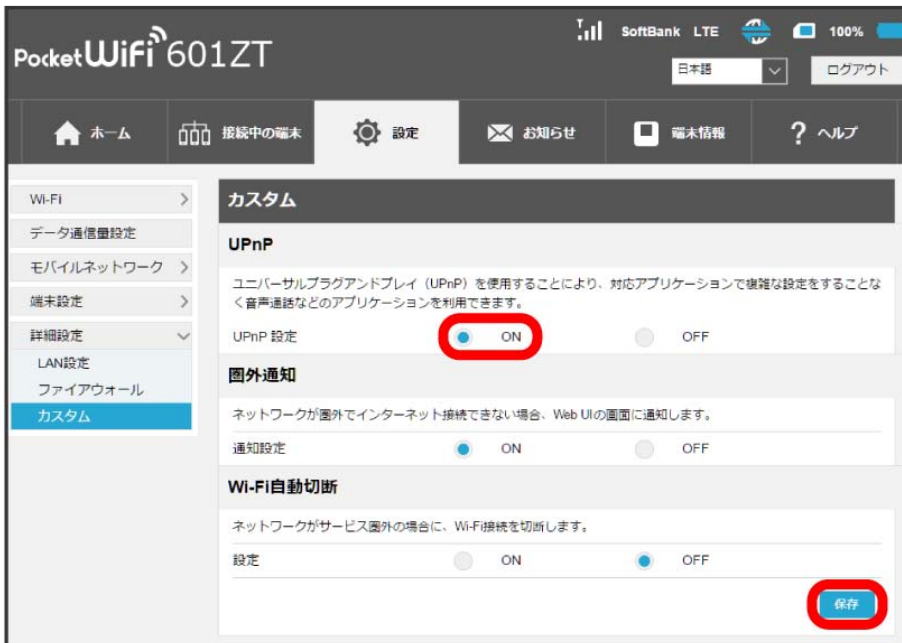 SoftBank LTE 100%
Pocket WiFi 601ZT
日本語 ログアウト
ホーム 接続中の端末 設定 お知らせ 端末情報 ? ヘルプ
Wi-Fi
データ通信量設定
モバイルネットワーク
端末設定
詳細設定
LAN設定
ファイアウォール
カスタム
カスタム
UPnP
ユニバーサルプラグアンドプレイ（UPnP）を使用することにより、対応アプリケーションで複雑な設定をすることな
く音声通話などのアプリケーションを利用できます。
UPnP 設定 ON OFF
圏外通知
ネットワークが圏外でインターネット接続できない場合、Web UIの画面に通知します。
通知設定 ON OFF
Wi-Fi自動切断
ネットワークがサービス圏外の場合に、Wi-Fi接続を切断します。
設定 ON OFF
保存